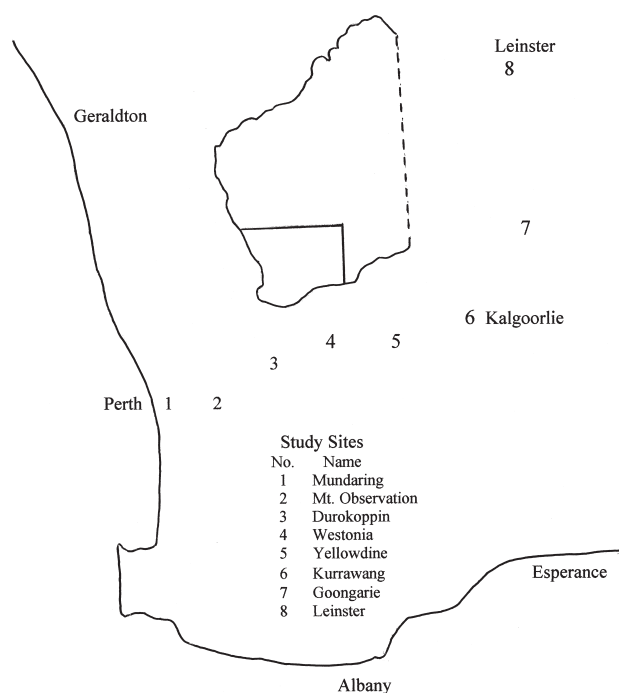 Leinster
8
Geraldton
7
6 Kalgoorlie
4
5
3
Perth 1 2
Study Sites
No. Name
1 Mundaring
2 Mt. Observation
3 Durokoppin
4 Westonia
5 Yellowdine
6 Kurrawang
7 Goongarie
8 Leinster
Esperance
Albany